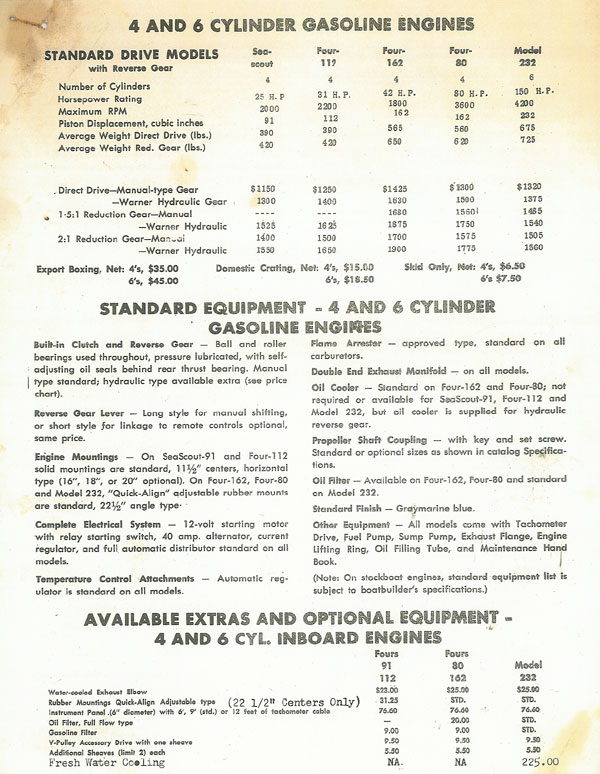 4 AND 6 CYLINDER GASOLINE ENGINES
STANDARD DRIVE MODELS Sea- Four- Four- Four- Model
with Reverse Gear scout 112 162 80 232
Number of Cylinders 4 4 4 4 6
Horsepower Rating 25 H.P 31 H.P. 42 H.P. 80 H.P. 150 H.P.
Maximum RPM 2000 2200 1800 3600 4200
Piston Displacement, cubic inches 91 112 162 162 232
Average Weight Direct Drive (lbs.) 390 390 565 560 675
Average Weight Red. Gear (lbs.) 420 420 650 620 725
Direct Drive—Manual-type Gear $1150 $1250 $1425 $1300 $1320
—Warner Hydraulic Gear 1300 1400 1630 1500 1375
1-5:1 Reduction Gear—Manual ---- ---- 1680 1560 1485
—Warner Hydraulic 1525 1625 1875 1750 1540
2:1 Reduction Gear—Manual 1400 1500 1700 1575 1505
—Warner Hydraulic 1550 1650 1900 1775 1560
Export Boxing, Net: 4's, $35.00 Domestic Crating, Net: 4's, $15.00 Skid Only, Net: 4's, $6.50
6's, $45.00 6's, $18.50 6's $7.50
STANDARD EQUIPMENT - 4 AND 6 CYLINDER
GASOLINE ENGINES
Built-in Clutch and Reverse Gear — Ball and roller
bearings used throughout, pressure lubricated, with self-
adjusting oil seals behind rear thrust bearing. Manual
type standard; hydraulic type available extra (see price
chart).
Reverse Gear Lever — Long style for manual shifting,
or short style for linkage to remote controls optional,
same price.
Engine Mountings — On SeaScout-91 and Four-112
solid mountings are standard, 11½" centers, horizontal
type (16", 18", or 20" optional). On Four-162, Four-80
and Model 232, "Quick-Align" adjustable rubber mounts
are standard, 22½" angle type-
Complete Electrical System — 12-volt starting motor
with relay starting switch, 40 amp. alternator, current
regulator, and full automatic distributor standard on all
models.
Temperature Control Attachments — Automatic reg-
ulator is standard on all models.
Flame Arrester — approved type, standard on all
carburetors.
Double End Exhaust Manifold — on all models.
Oil Cooler — Standard on Four-162 and Four-80; not
required or available for SeaScout-91, Four-112 and
Model 232, but oil cooler is supplied for hydraulic
reverse gear.
Propeller Shaft Coupling — with key and set screw.
Standard or optional sizes as shown in catalog Specifica-
tions.
Oil Filter — Available on Four-162, Four-80 and standard
on Model 232.
Standard Finish — Graymarine blue.
Other Equipment — All models come with Tachometer
Drive, Fuel Pump, Sump Pump, Exhaust Flange, Engine
Lifting Ring, Oil Filling Tube, and Maintenance Hand
Book.
(Note: On stockboat engines, standard equipment list is
subject to boatbuilder's specifications.)
AVAILABLE EXTRAS AND OPTIONAL EQUIPMENT -
4 AND 6 CYL. INBOARD ENGINES
Fours Fours
91 80 Model
112 162 232
Water-cooled Exhaust Elbow $23.00 $25.00 $25.00
Rubber Mountings Quick-Align Adjustable type (22 1/2" Centers Only) 31.25 STD. STD.
Instrument Panel .(6" diameter) with 6', 9' (std.) or 12 feet of tachometer cable 76.60 76.60 76.60
Oil Filter, Full Flow type — 20.00 STD.
Gasoline Filter 9.00 9.00 STD.
V-Pulley Accessory Drive with one sheave 9.50 9.50 9.50
Additional Sheaves (limit 2) each 5.50 5.50 5.50
Fresh Water Cooling NA. NA 225.00